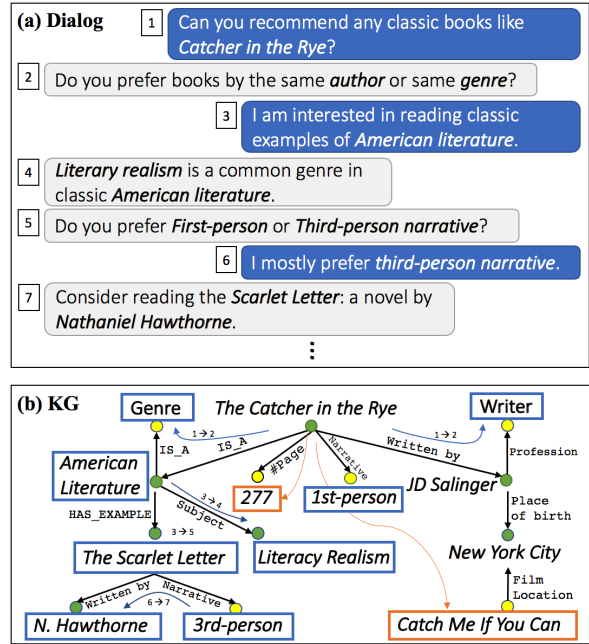 (a) Dialog
1
Can you recommend any classic books like
Catcher in the Rye?
2
Do you prefer books by the same author or same genre?
3
I am interested in reading classic
examples of American literature.
4
Literary realism is a common genre in
classic American literature.
5
Do you prefer First-person or Third-person narrative?
6
I mostly prefer third-person narrative.
7
Consider reading the Scarlet Letter: a novel by
Nathaniel Hawthorne.
⋮
(b) KG
Genre
The Catcher in the Rye
Writer
1→2
1→2
IS_A
IS_A
#Page
Narrative
Written by
Profession
American
Literature
277
1st-person
JD Salinger
3→4
Subject
HAS_EXAMPLE
3→5
Place
of birth
The Scarlet Letter
Literacy Realism
New York City
Written by
Narrative
6→7
Film
Location
N. Hawthorne
3rd-person
Catch Me If You Can